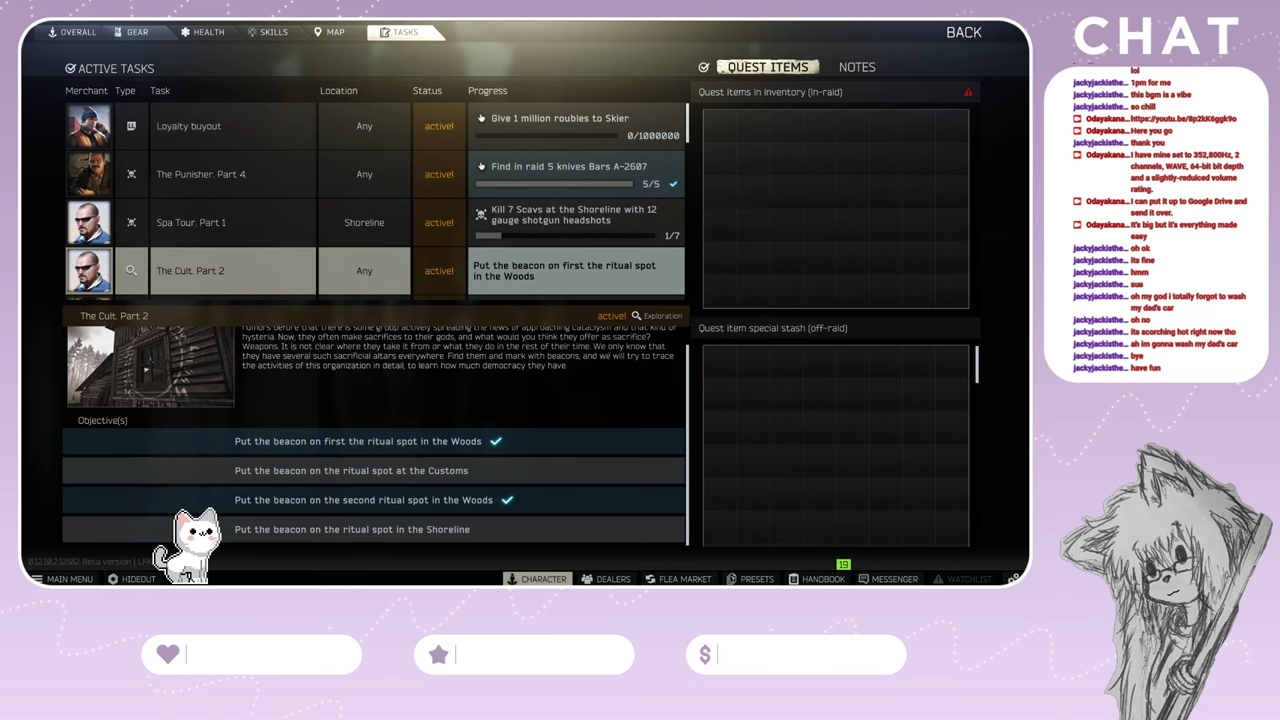 OVERALL
GEAR
HEALTH
SKILLS
MAP
TASKS
BACK
ACTIVE TASKS
QUEST ITEMS
NOTES
Merchant
Type
Task
Location
Status
Progress
Loyalty buyout
Any
active!
Give 1 million roubles to Skier
0/1000000
The Punisher. Part 4.
Any
active!
Find in raid 5 knives Bars A-2607
5/5
Spa Tour. Part 1
Shoreline
active!
Kill 7 Scavs at the Shoreline with 12
gauge shotgun headshots
1/7
The Cult. Part 2
Any
active!
Put the beacon on first the ritual spot
in the Woods
The Cult. Part 2
active!
Exploration
rumors before that there is some group actively spreading the news of approaching cataclysm and that kind of
hysteria. Now, they often make sacrifices to their gods, and what would you think they offer as sacrifice?
Weapons. It is not clear where they take it from or what they do in the rest of their time. We only know that
they have several such sacrificial altars everywhere. Find them and mark with beacons, and we will try to trace
the activities of this organization in detail, to learn how much democracy they have.
Objective(s)
Put the beacon on first the ritual spot in the Woods
Put the beacon on the ritual spot at the Customs
Put the beacon on the second ritual spot in the Woods
Put the beacon on the ritual spot in the Shoreline
Quest items in inventory (in-raid)
Quest item special stash (off-raid)
0.12.10.2.12102 Beta version |
MAIN MENU
HIDEOUT
CHARACTER
DEALERS
FLEA MARKET
PRESETS
HANDBOOK
19
MESSENGER
WATCHLIST
CHAT
lol
jackyjackisthe... 1pm for me
jackyjackisthe... this bgm is a vibe
jackyjackisthe... so chill
Odayakana... https://youtu.be/8p2kK6ggk9o
Odayakana... Here you go
jackyjackisthe... thank you
Odayakana... I have mine set to 352,800Hz, 2
channels, WAVE, 64-bit bit depth
and a slightly-reduiced volume
rating.
Odayakana... I can put it up to Google Drive and
send it over.
Odayakana... It's big but it's everything made
easy
jackyjackisthe... oh ok
jackyjackisthe... its fine
jackyjackisthe... hmm
jackyjackisthe... sus
jackyjackisthe... oh my god i totally forgot to wash
my dad's car
jackyjackisthe... oh no
jackyjackisthe... its scorching hot right now tho
jackyjackisthe... ah im gonna wash my dad's car
jackyjackisthe... bye
jackyjackisthe... have fun
$